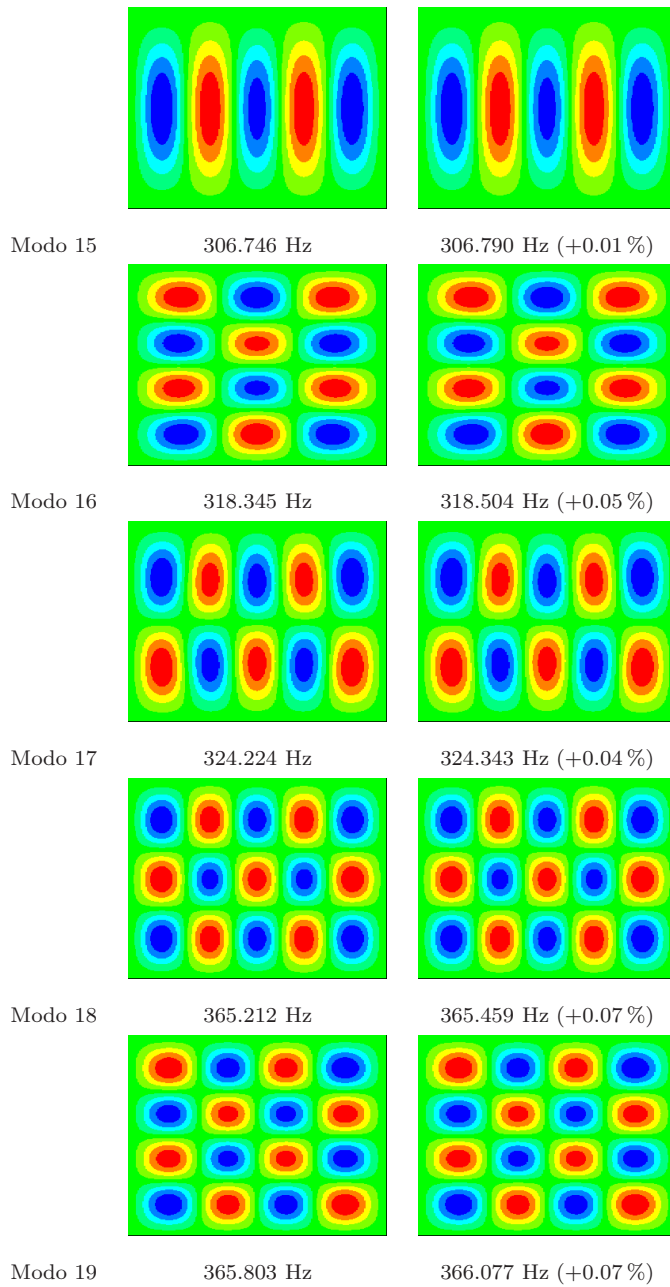 Modo 15 306.746 Hz 306.790 Hz (+0.01 %)
Modo 16 318.345 Hz 318.504 Hz (+0.05 %)
Modo 17 324.224 Hz 324.343 Hz (+0.04 %)
Modo 18 365.212 Hz 365.459 Hz (+0.07 %)
Modo 19 365.803 Hz 366.077 Hz (+0.07 %)